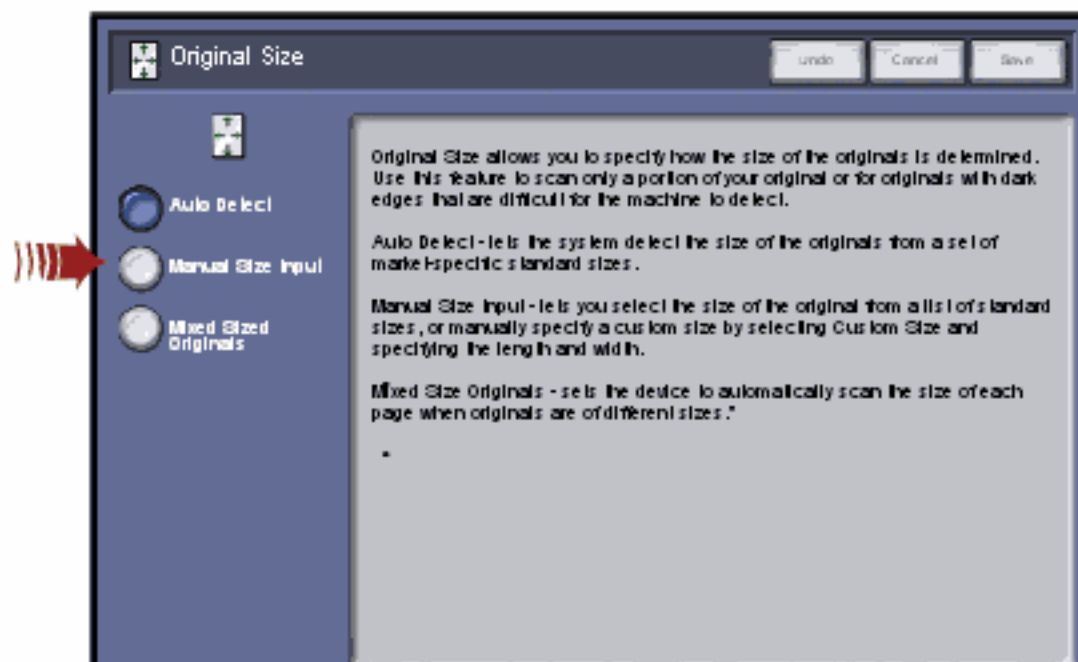 Original Size
Undo
Cancel
Save
Auto Detect
Manual Size Input
Mixed Sized
Originals
Original Size allows you to specify how the size of the originals is determined.
Use this feature to scan only a portion of your original or for originals with dark
edges that are difficult for the machine to detect.
Auto Detect - lets the system detect the size of the originals from a set of
market-specific standard sizes.
Manual Size Input - lets you select the size of the original from a list of standard
sizes, or manually specify a custom size by selecting Custom Size and
specifying the length and width.
Mixed Size Originals - sets the device to automatically scan the size of each
page when originals are of different sizes."